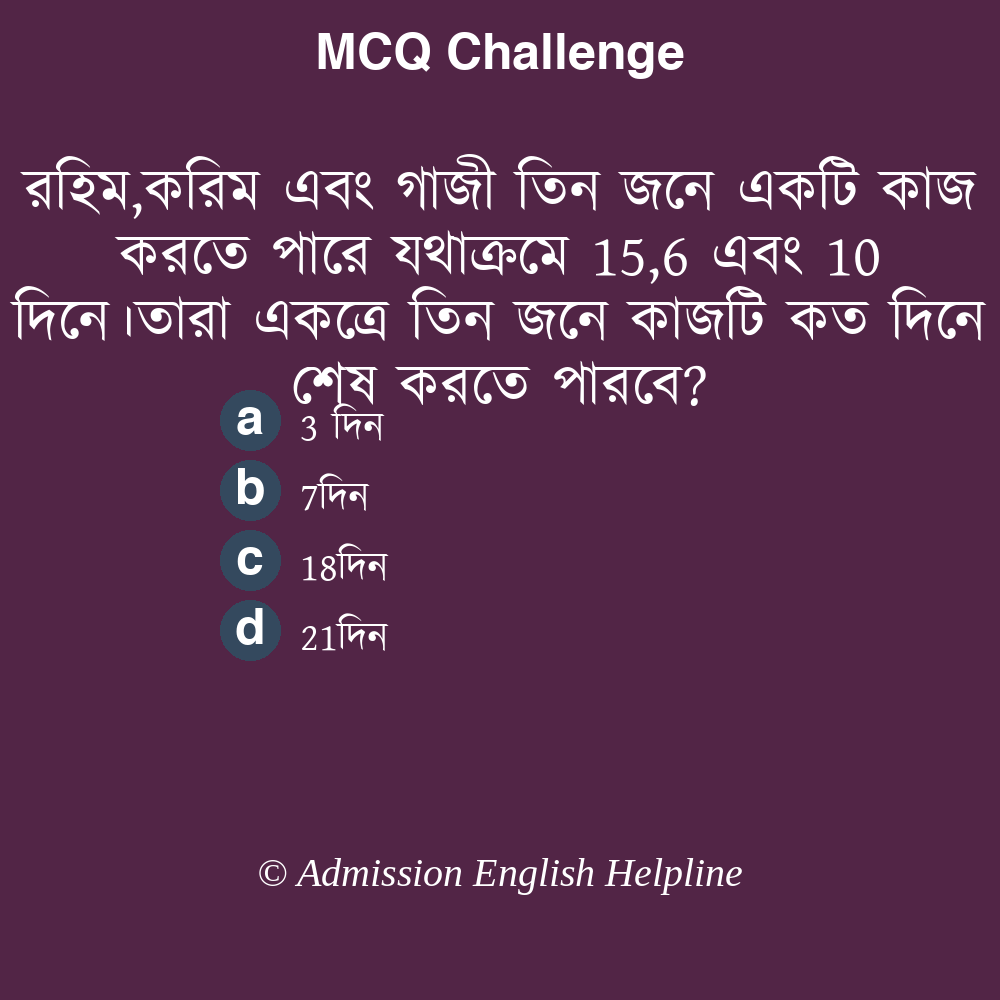 MCQ Challenge
রহিম,করিম এবং গাজী তিন জনে একটি কাজ
করতে পারে যথাক্রমে 15,6 এবং 10
দিনে।তারা একত্রে তিন জনে কাজটি কত দিনে
শেষ করতে পারবে?
a 3 দিন
b 7দিন
c 18দিন
d 21দিন
© Admission English Helpline